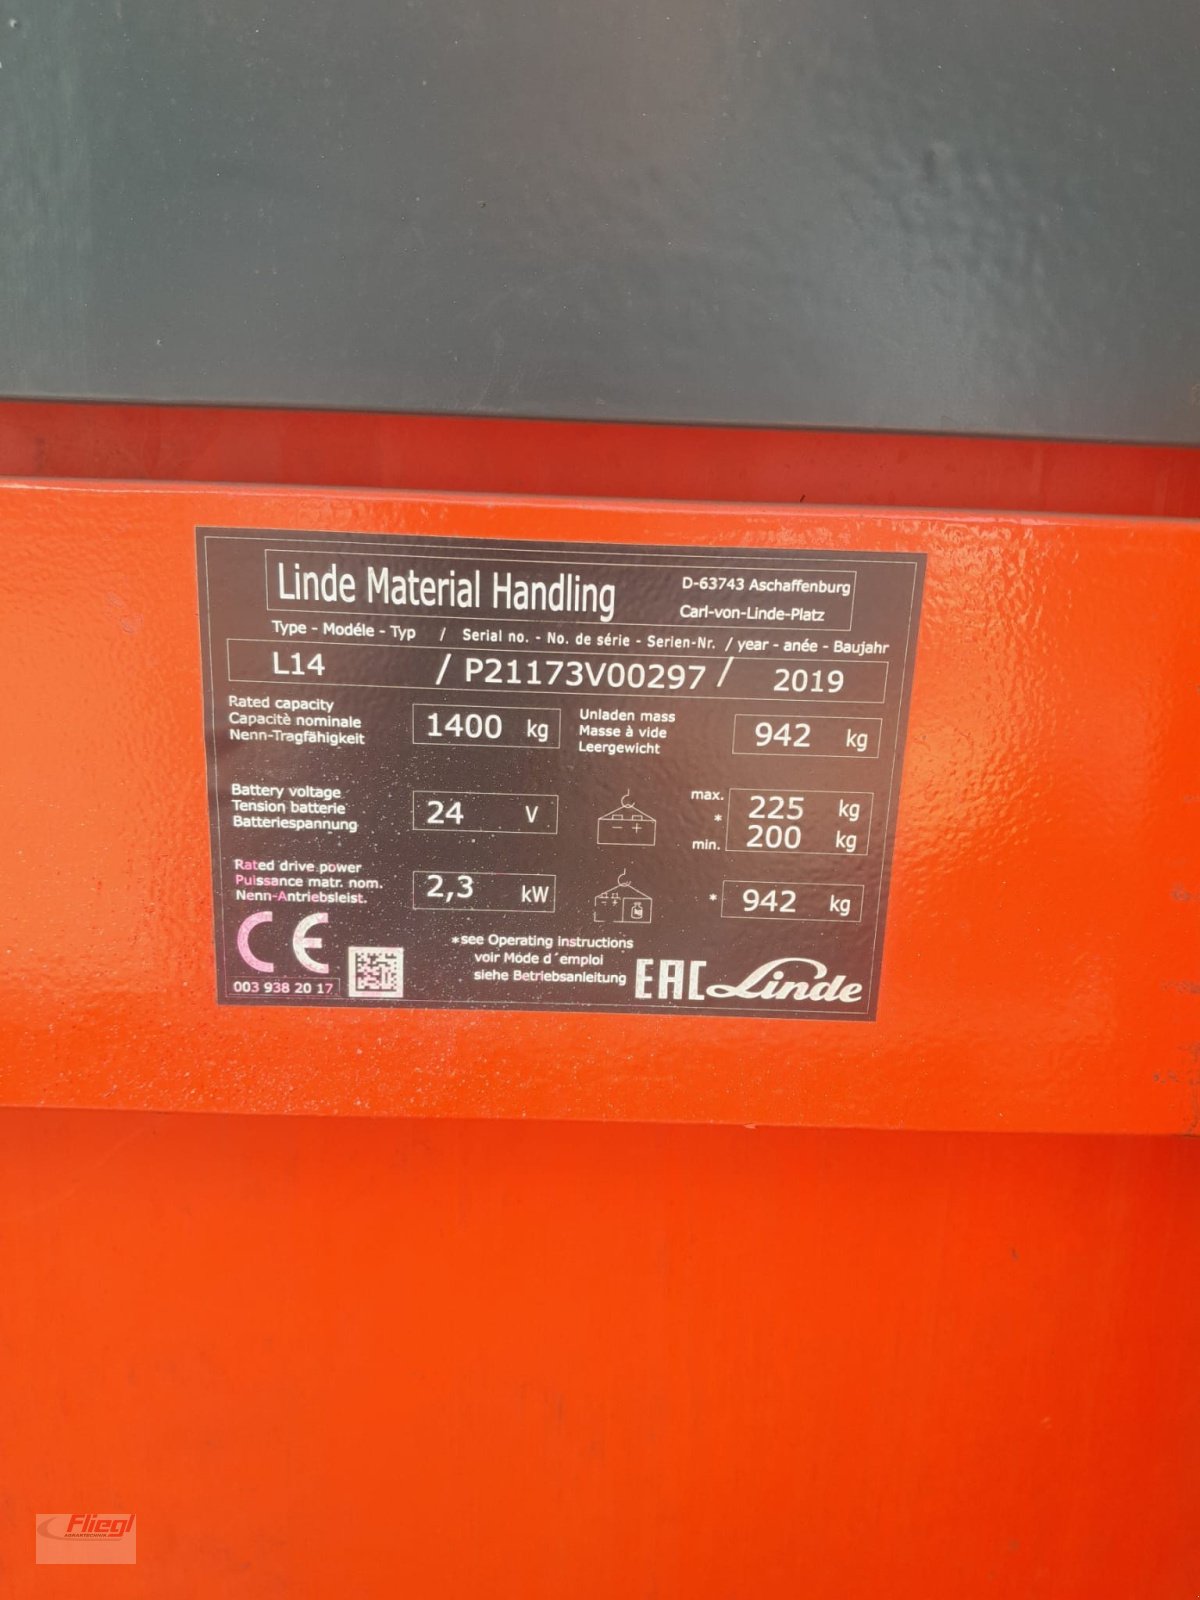 Linde Material Handling
D-63743 Aschaffenburg
Carl-von-Linde-Platz
Type - Modéle - Typ / Serial no. - No. de série - Serien-Nr. / year - anée - Baujahr
L14 / P21173V00297 / 2019
Rated capacity
Capacitè nominale
Nenn-Tragfähigkeit
1400 kg
Unladen mass
Masse à vide
Leergewicht
942 kg
Battery voltage
Tension batterie
Batteriespannung
24 V
- +
max. 225 kg
*
min. 200 kg
Rated drive power
Puissance matr. nom.
Nenn-Antriebsleist.
2,3 kW
kg
* 942 kg
CE
003 938 20 17
*see Operating instructions
voir Mode d´emploi
siehe Betriebsanleitung
EAC
Linde
Fliegl
AGRARTECHNIK